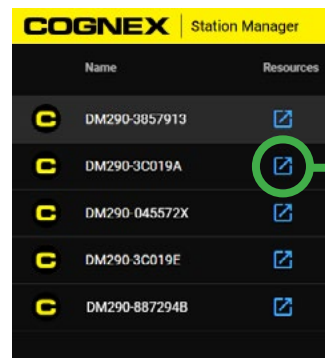 COGNEX Station Manager
Name Resources
DM290-3857913
DM290-3C019A
DM290-045572X
DM290-3C019E
DM290-887294B